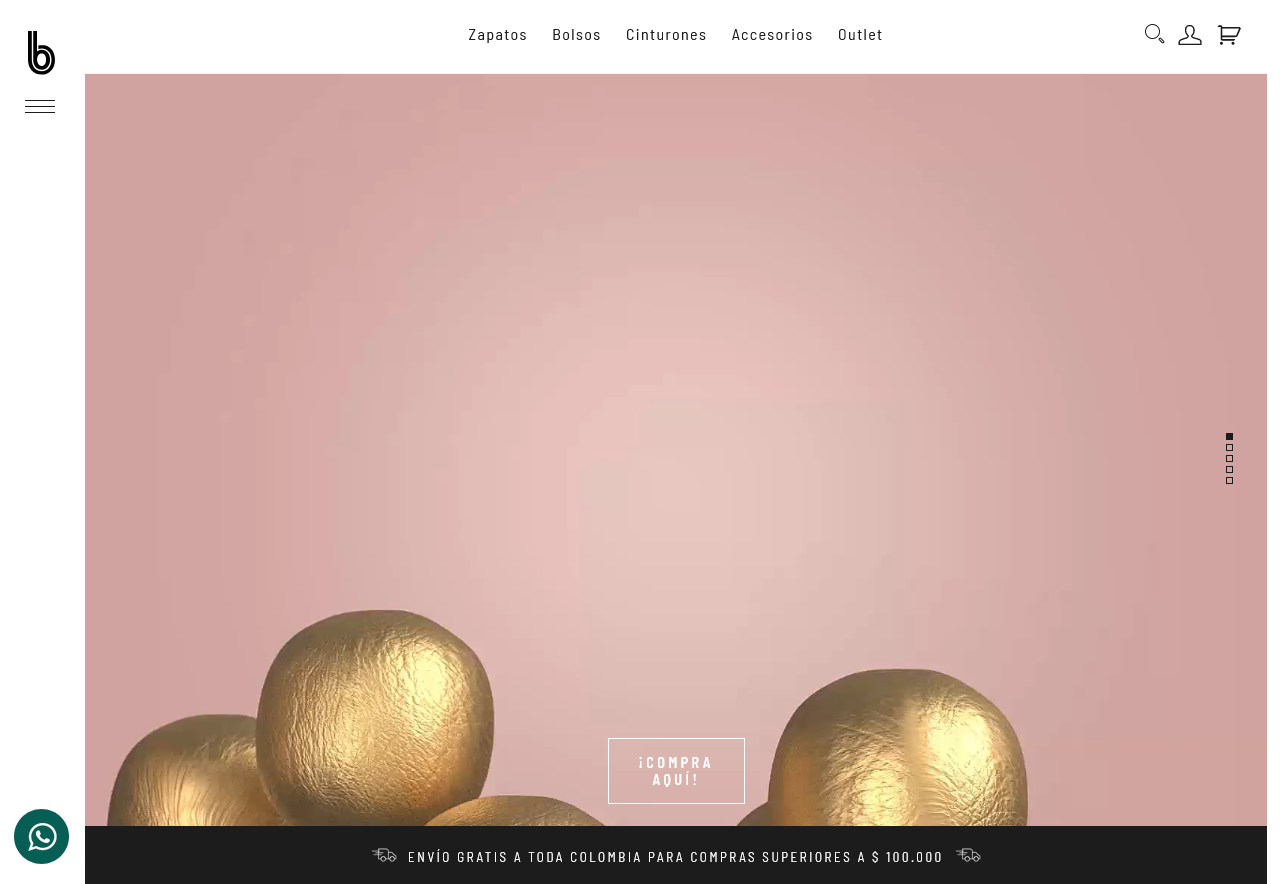 b
Zapatos Bolsos Cinturones Accesorios Outlet
¡COMPRA
AQUÍ!
ENVÍO GRATIS A TODA COLOMBIA PARA COMPRAS SUPERIORES A $ 100.000